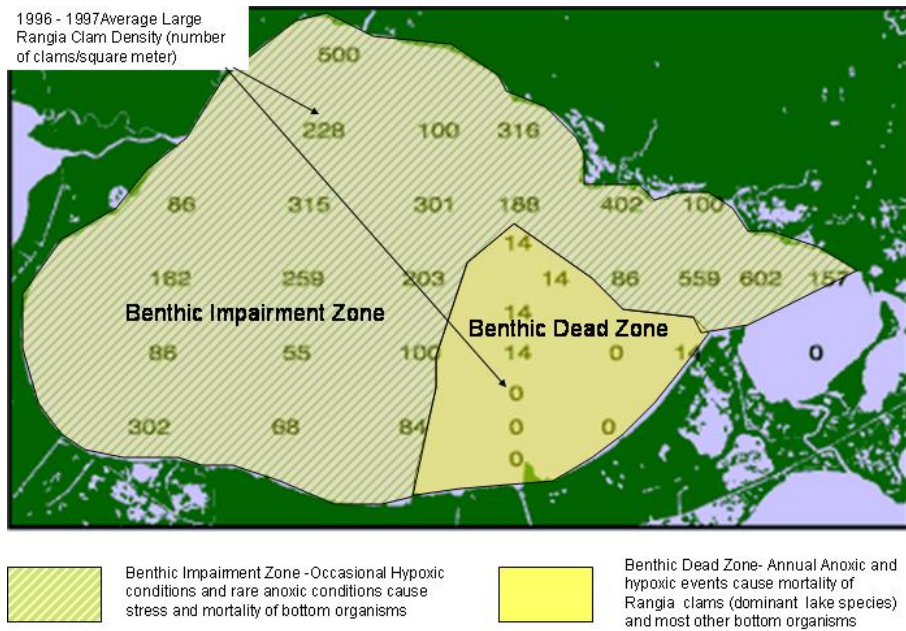 1996 - 1997Average Large
Rangia Clam Density (number
of clams/square meter)
500
228 100 316
86 315 301 188 402 100
14
162 259 203 14 86 559 602 157
14
Benthic Impairment Zone
Benthic Dead Zone
86 55 100 14 0 14 0
0
302 68 84 0 0
0
Benthic Impairment Zone -Occasional Hypoxic
conditions and rare anoxic conditions cause
stress and mortality of bottom organisms
Benthic Dead Zone- Annual Anoxic and
hypoxic events cause mortality of
Rangia clams (dominant lake species)
and most other bottom organisms